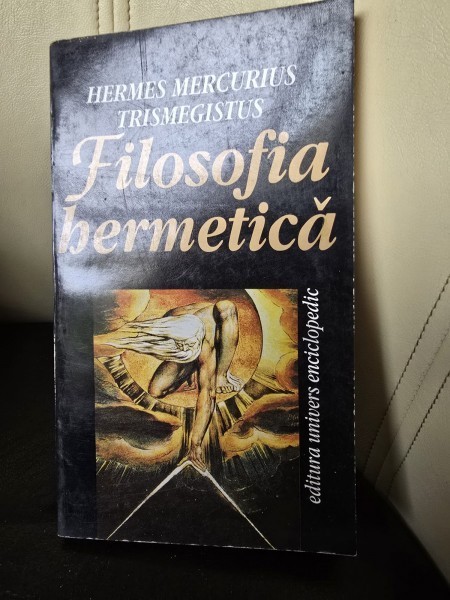 HERMES MERCURIUS
TRISMEGISTUS
Filosofia
hermetică
editura univers enciclopedic